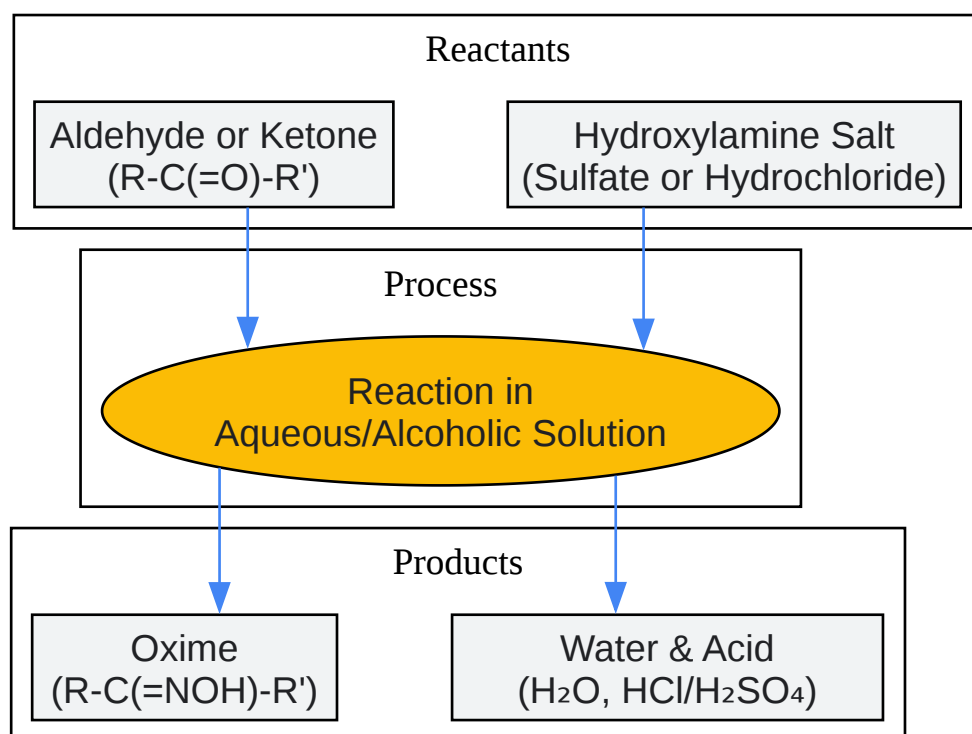 Reactants
Aldehyde or Ketone
(R-C(=O)-R')
Hydroxylamine Salt
(Sulfate or Hydrochloride)
Process
Reaction in
Aqueous/Alcoholic Solution
Products
Oxime
(R-C(=NOH)-R')
Water & Acid
(H₂O, HCl/H₂SO₄)